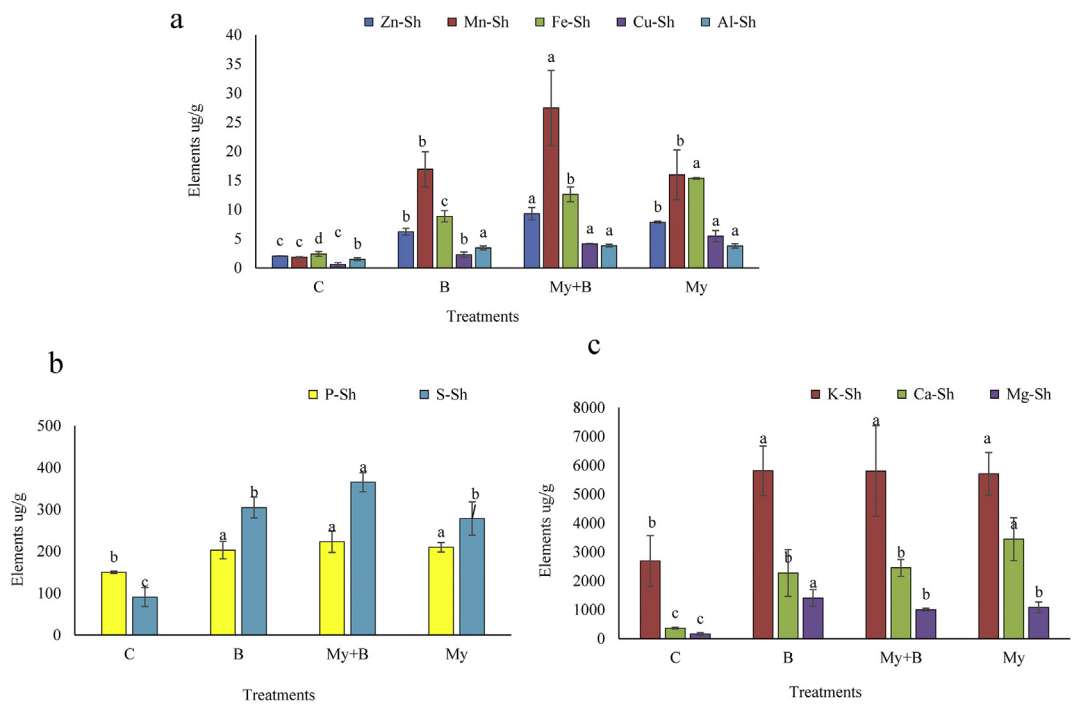 a
Zn-Sh Mn-Sh Fe-Sh Cu-Sh Al-Sh
40
35
30
25
20
15
10
5
0
Elements ug/g
c c d c b
b b c b a
a a b a a
b b a a a
C B My+B My
Treatments
b
P-Sh S-Sh
500
400
300
200
100
0
Elements ug/g
b c
a b
a a
a b
C B My+B My
Treatments
c
K-Sh Ca-Sh Mg-Sh
8000
7000
6000
5000
4000
3000
2000
1000
0
Elements ug/g
b c c
a b a
a b b
a a b
C B My+B My
Treatments